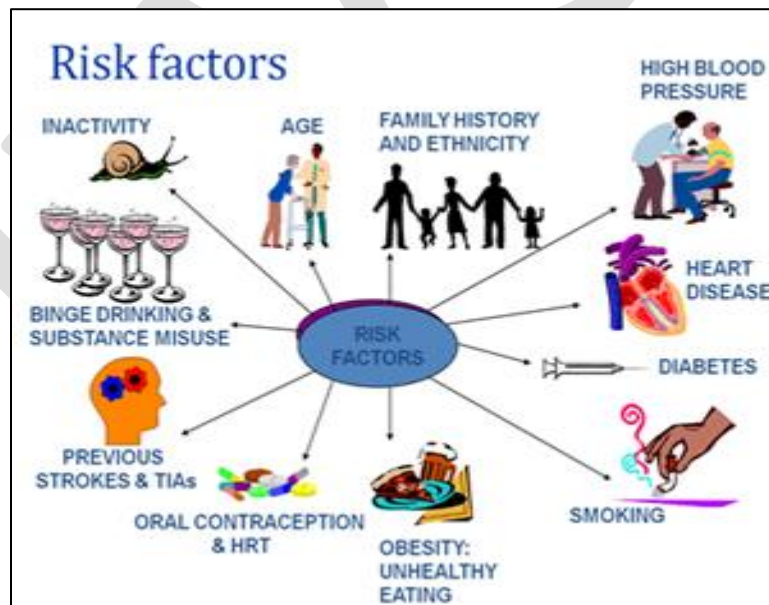 Risk factors
INACTIVITY
AGE
FAMILY HISTORY
AND ETHNICITY
HIGH BLOOD
PRESSURE
HEART
DISEASE
DIABETES
SMOKING
OBESITY:
UNHEALTHY
EATING
ORAL CONTRACEPTION
& HRT
PREVIOUS
STROKES & TIAs
BINGE DRINKING &
SUBSTANCE MISUSE
RISK
FACTORS